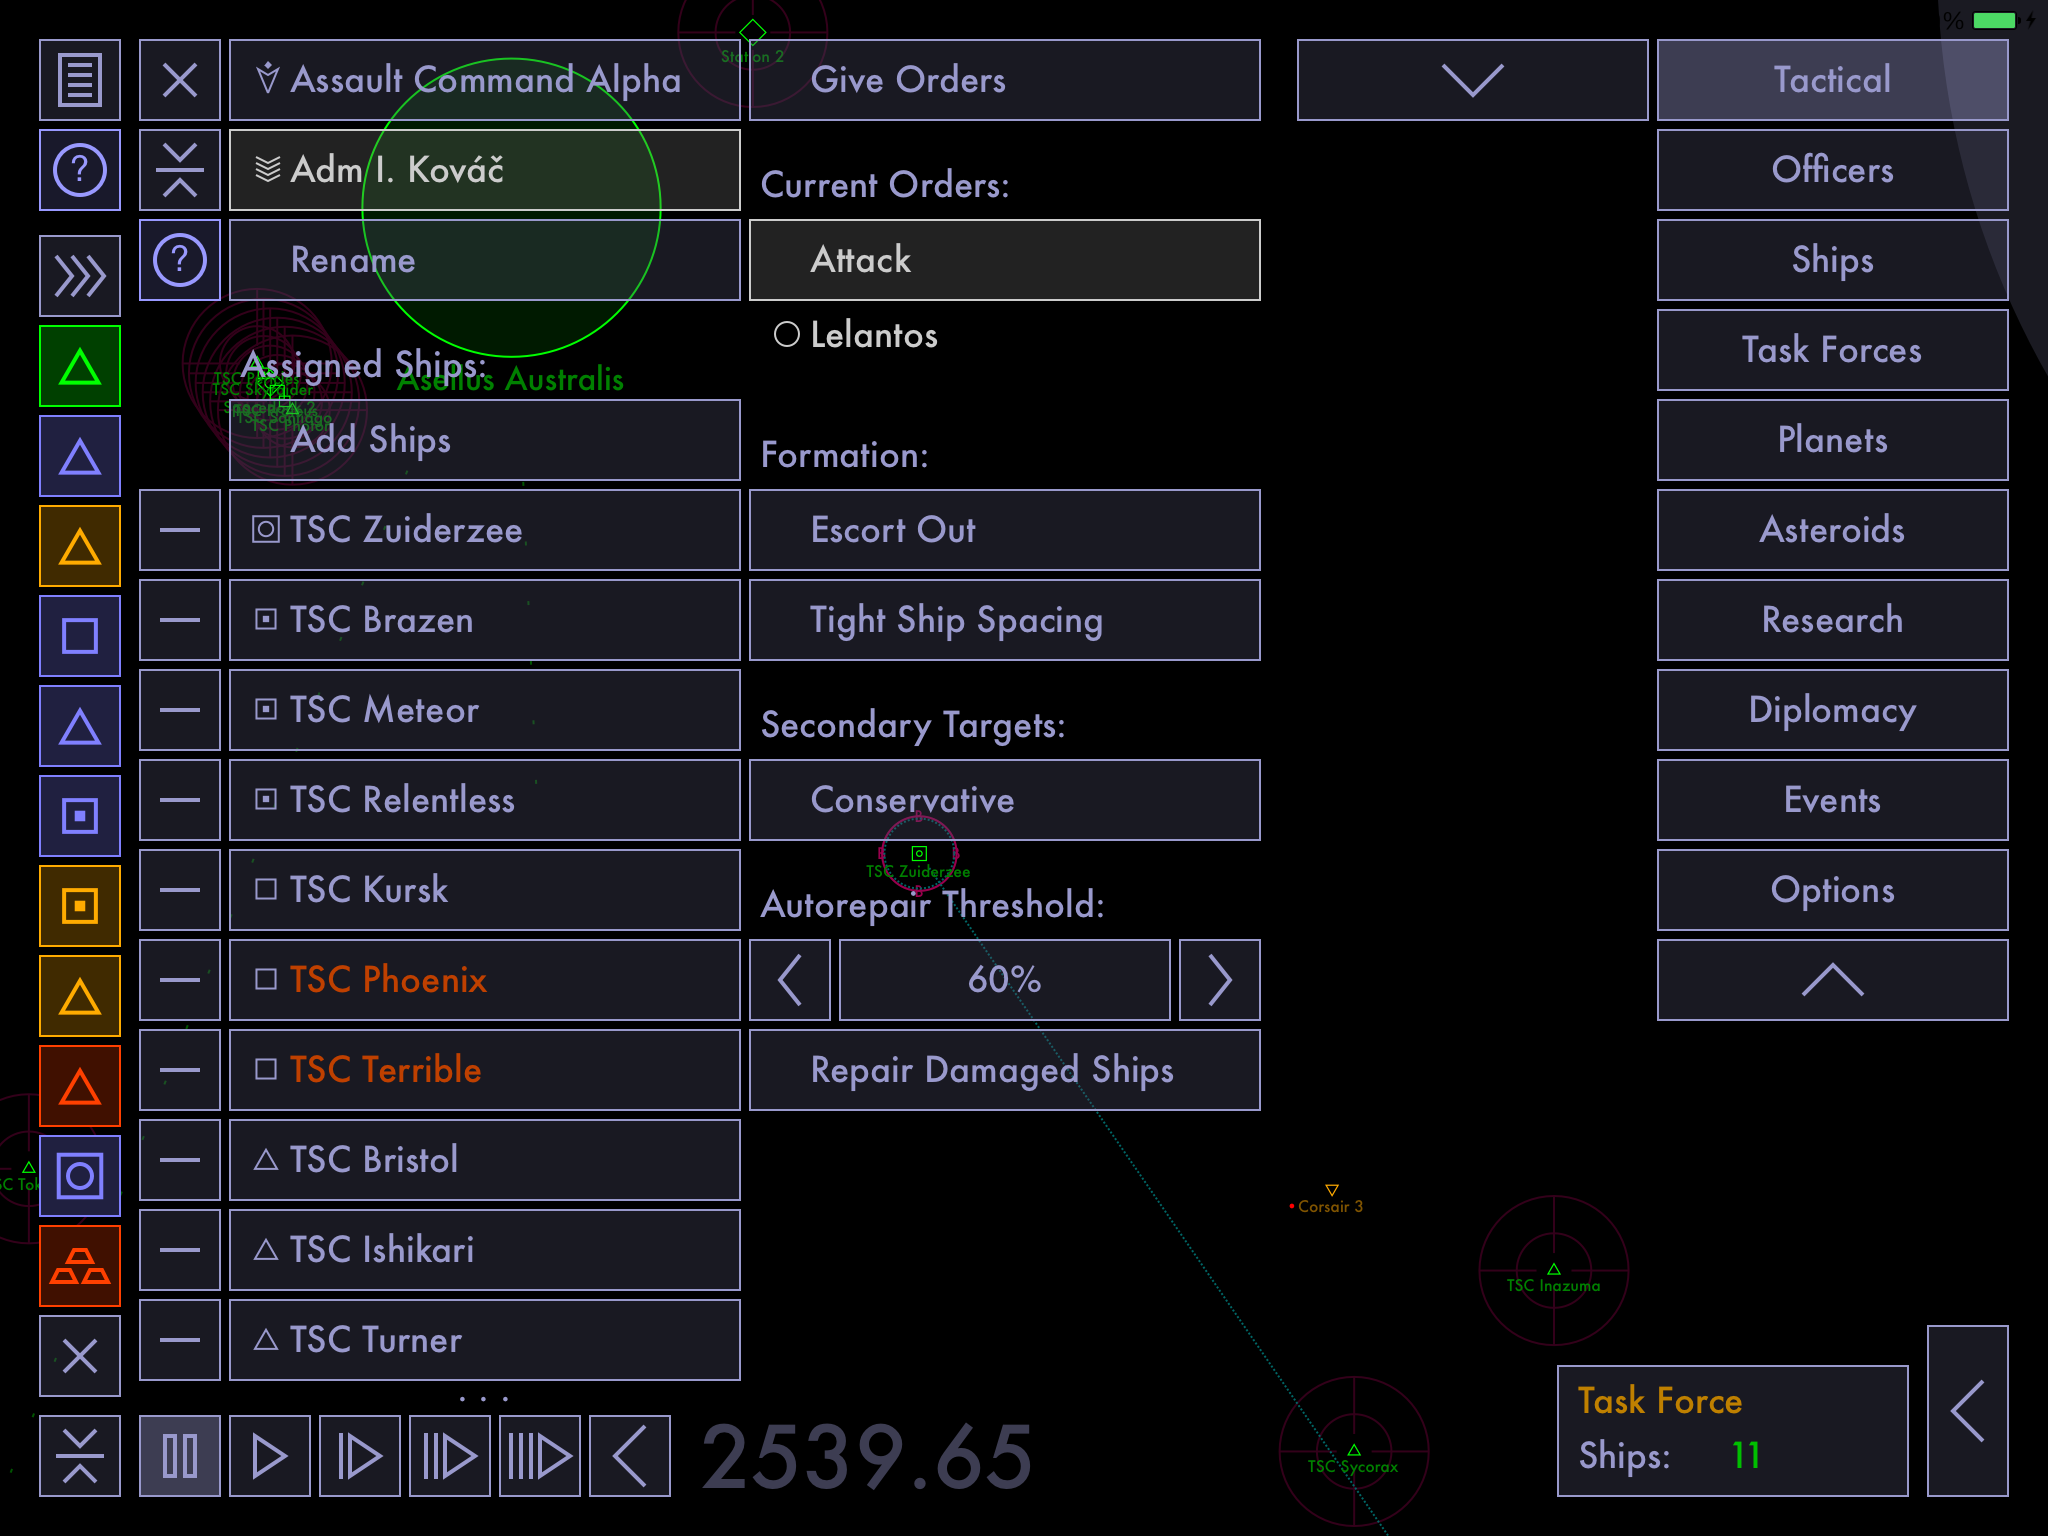 %
Station 2
Assault Command Alpha
Give Orders
Tactical
Adm I. Kováč
Current Orders:
Officers
Rename
Attack
Ships
Lelantos
Task Forces
Assigned Ships:
Asellus Australis
Add Ships
Formation:
Planets
TSC Zuiderzee
Escort Out
Asteroids
TSC Brazen
Tight Ship Spacing
Research
TSC Meteor
Secondary Targets:
Diplomacy
TSC Relentless
Conservative
Events
TSC Zuiderzee
TSC Kursk
Autorepair Threshold:
Options
TSC Phoenix
60%
TSC Terrible
Repair Damaged Ships
TSC Bristol
Corsair 3
TSC Ishikari
TSC Inazuma
TSC Turner
Task Force
Ships: 11
2539.65
TSC Sycorax